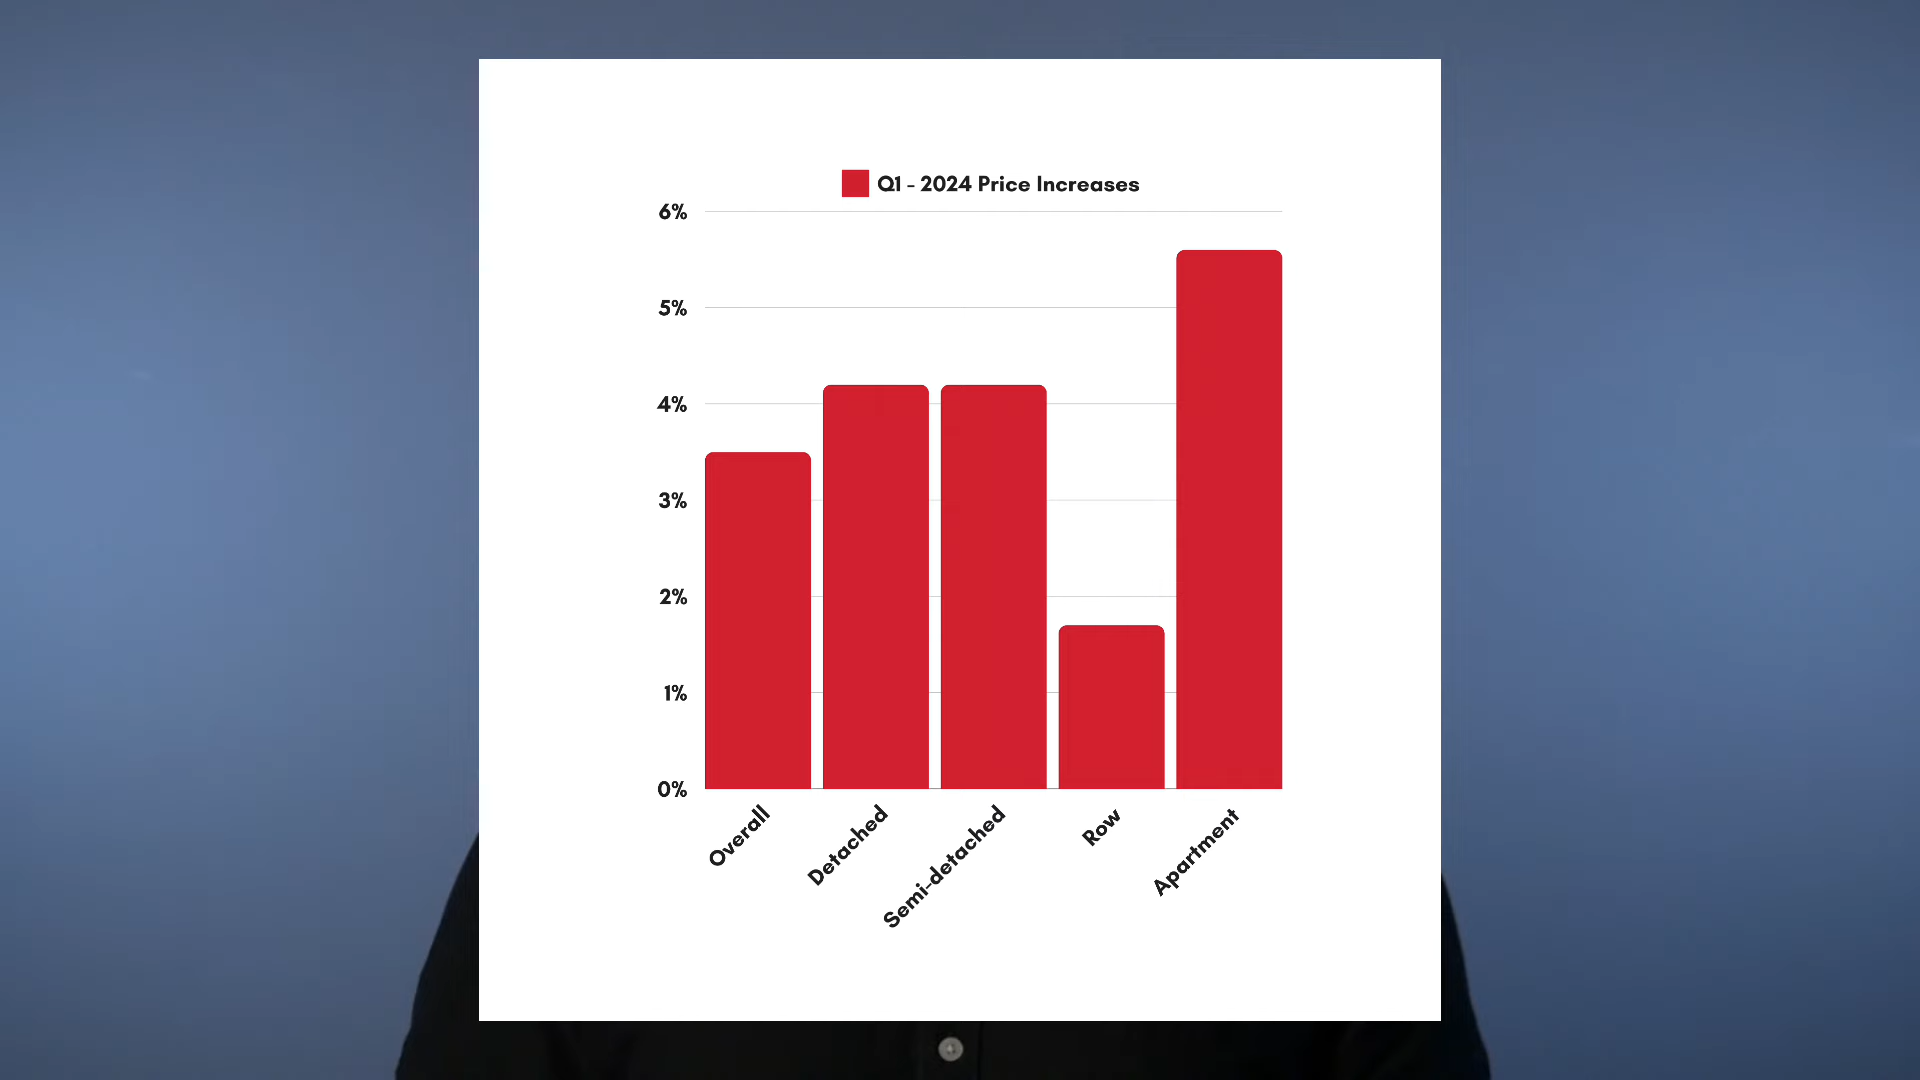 Q1 - 2024 Price Increases
6%
5%
4%
3%
2%
1%
0%
Overall
Detached
Semi-detached
Row
Apartment